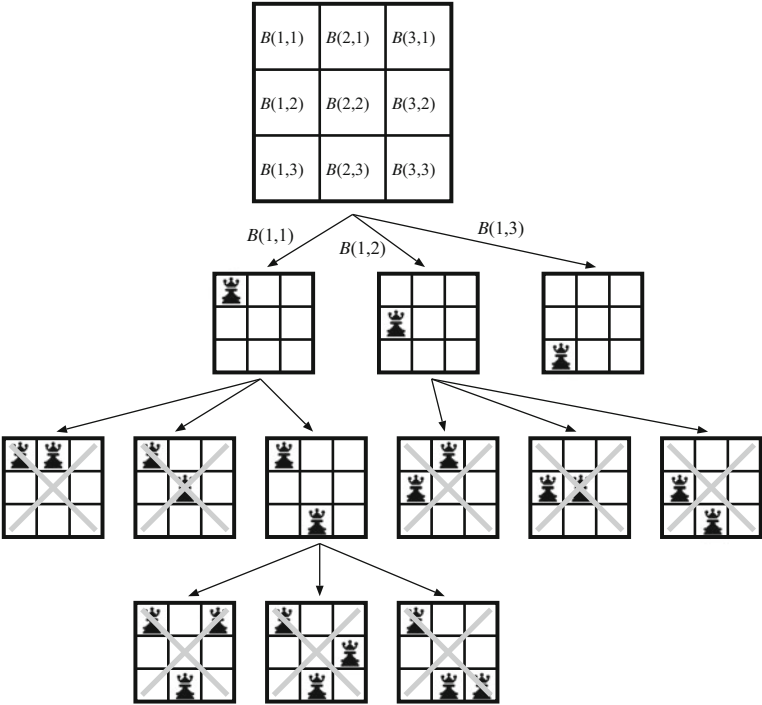 B(1,1) B(2,1) B(3,1)
B(1,2) B(2,2) B(3,2)
B(1,3) B(2,3) B(3,3)
B(1,1)
B(1,2)
B(1,3)